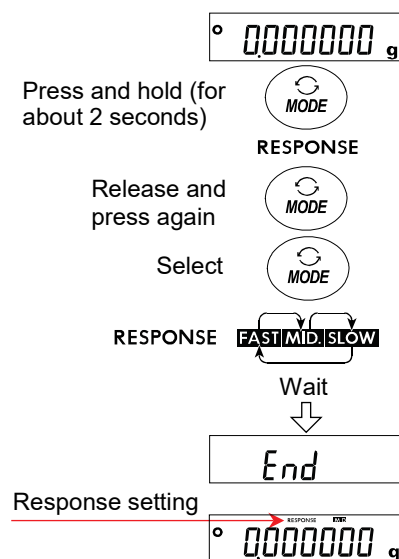 0.000000 g
Press and hold (for
about 2 seconds)
MODE
RESPONSE
Release and
press again
MODE
Select
MODE
RESPONSE FAST MID. SLOW
Wait
End
Response setting
RESPONSE MID.
0.000000 g